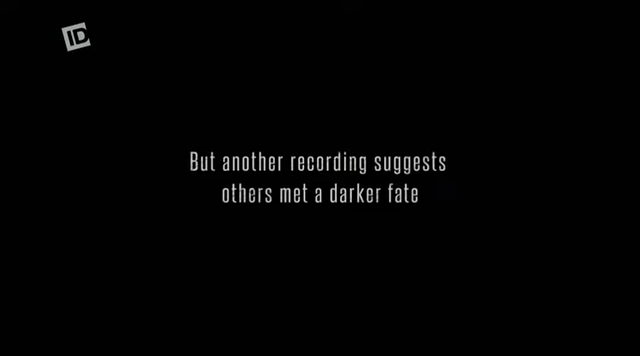 ID
But another recording suggests
others met a darker fate